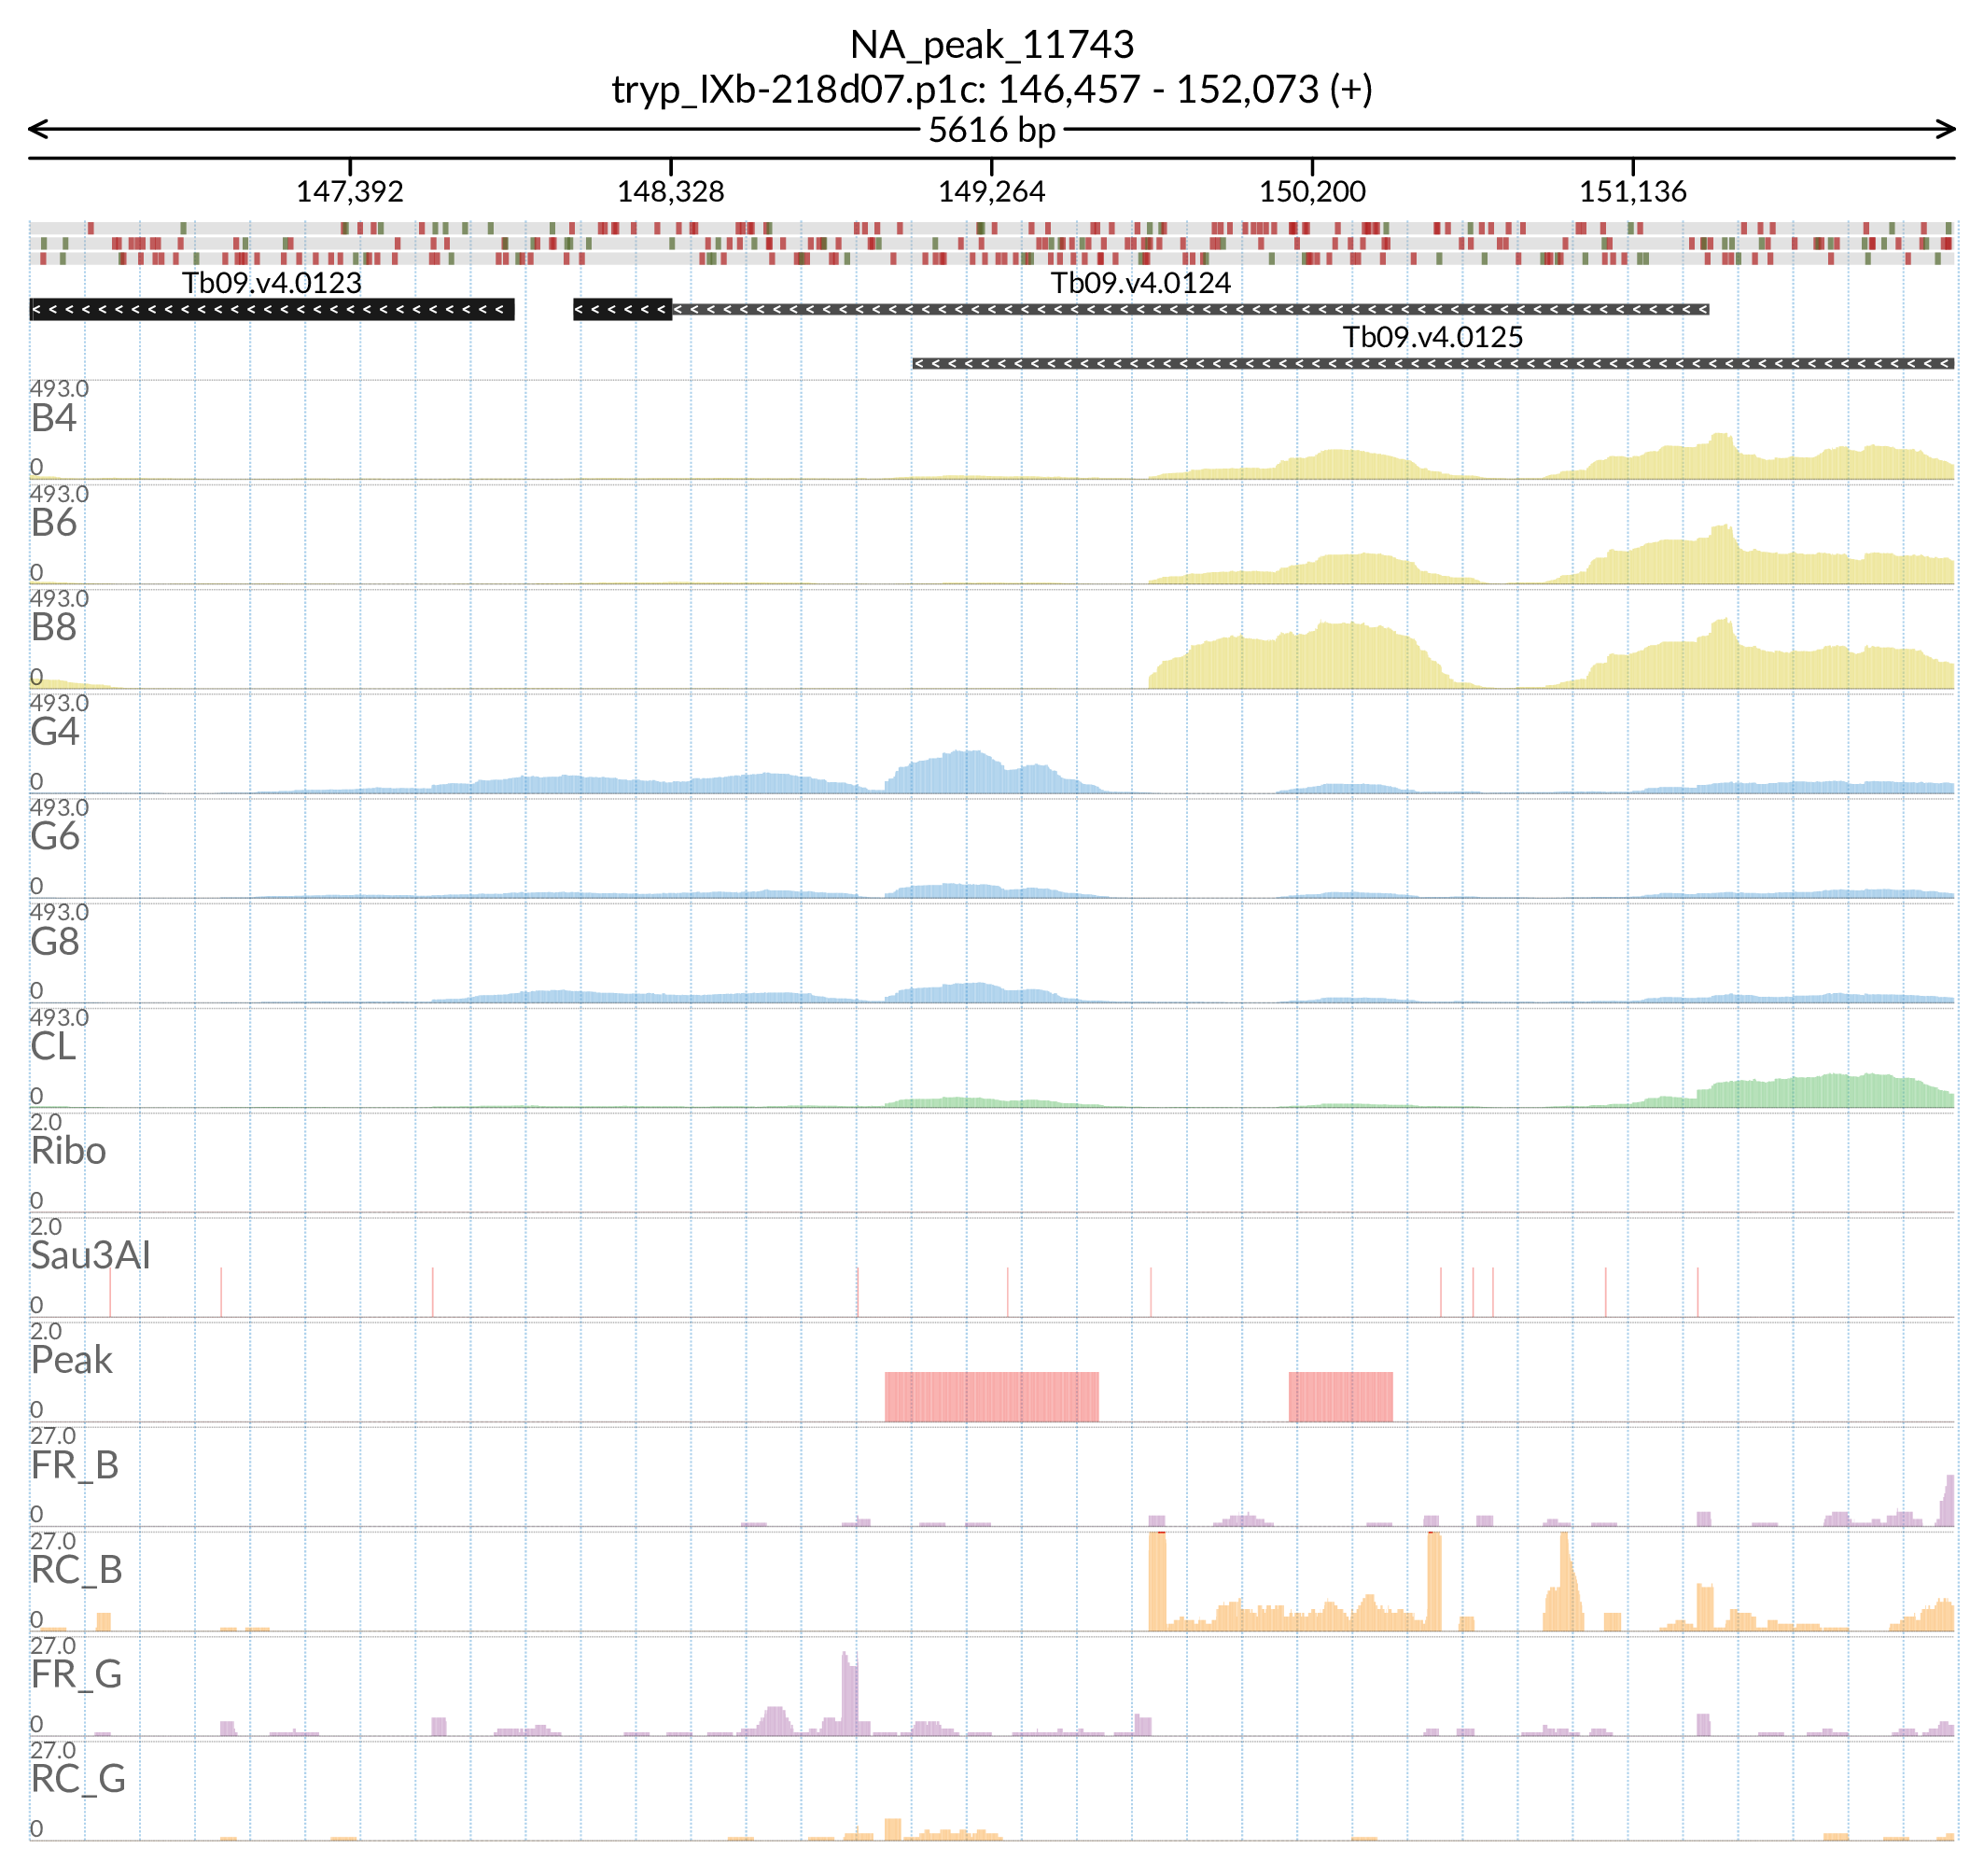 NA_peak_11743
tryp_IXb-218d07.p1c: 146,457 - 152,073 (+)
5616 bp
147,392 148,328 149,264 150,200 151,136
Tb09.v4.0123 Tb09.v4.0124
Tb09.v4.0125
493.0
B4
0
493.0
B6
0
493.0
B8
0
493.0
G4
0
493.0
G6
0
493.0
G8
0
493.0
CL
0
2.0
Ribo
0
2.0
Sau3AI
0
2.0
Peak
0
27.0
FR_B
0
27.0
RC_B
0
27.0
FR_G
0
27.0
RC_G
0